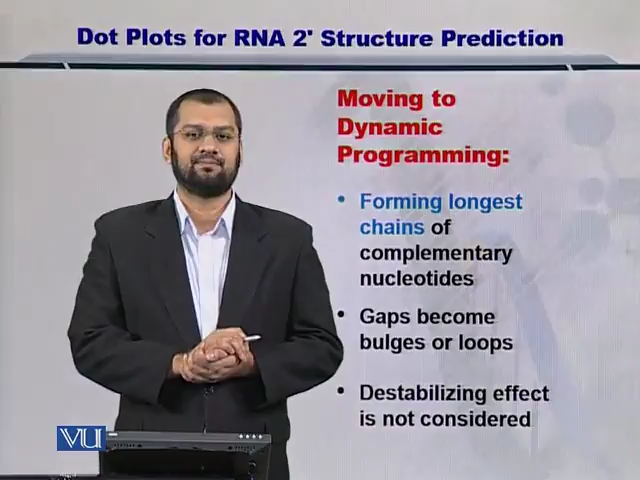 Dot Plots for RNA 2' Structure Prediction
Moving to
Dynamic
Programming:
• Forming longest
chains of
complementary
nucleotides
• Gaps become
bulges or loops
• Destabilizing effect
is not considered
VU